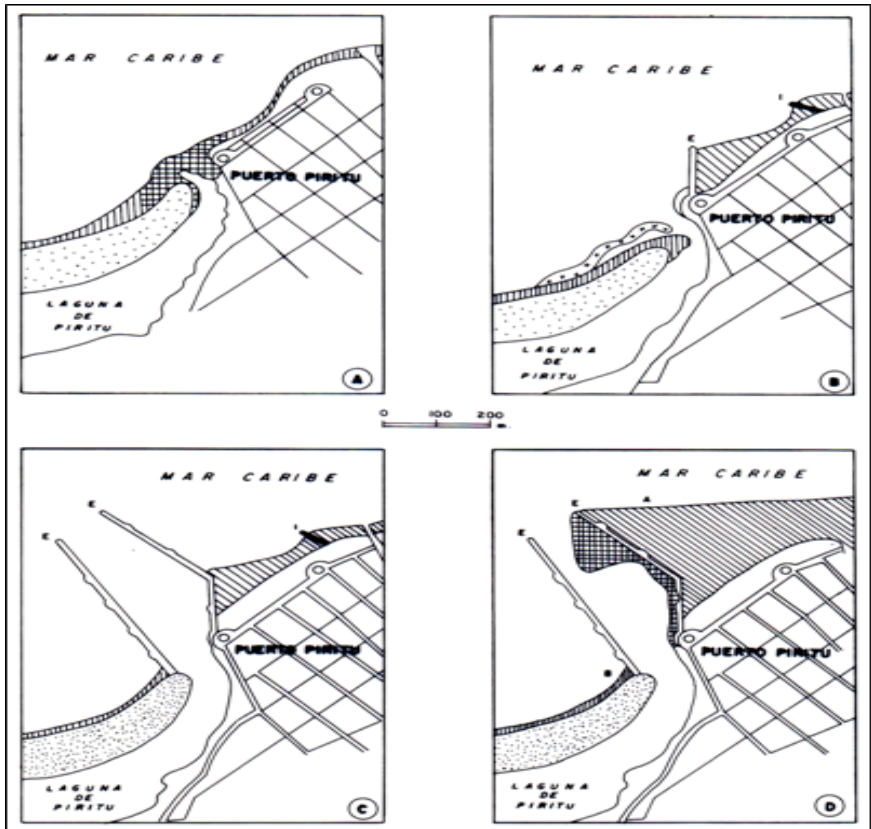 MAR CARIBE
PUERTO PIRITU
LAGUNA
DE
PIRITU
A
MAR CARIBE
I
E
PUERTO PIRITU
LAGUNA
DE
PIRITU
B
0 100 200
m.
MAR CARIBE
E
E
I
PUERTO PIRITU
LAGUNA
DE
PIRITU
C
MAR CARIBE
E
A
E
PUERTO PIRITU
B
LAGUNA
DE
PIRITU
D